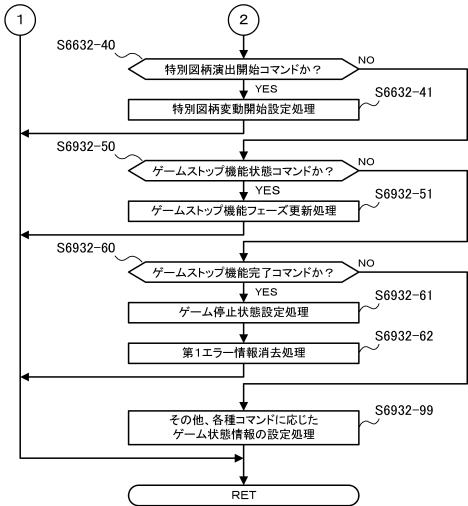 1
2
S6632-40
特別図柄演出開始コマンドか？
NO
YES
S6632-41
特別図柄変動開始設定処理
S6932-50
ゲームストップ機能状態コマンドか？
NO
YES
S6932-51
ゲームストップ機能フェーズ更新処理
S6932-60
ゲームストップ機能完了コマンドか？
NO
YES
S6932-61
ゲーム停止状態設定処理
S6932-62
第１エラー情報消去処理
S6932-99
その他、各種コマンドに応じた
ゲーム状態情報の設定処理
RET